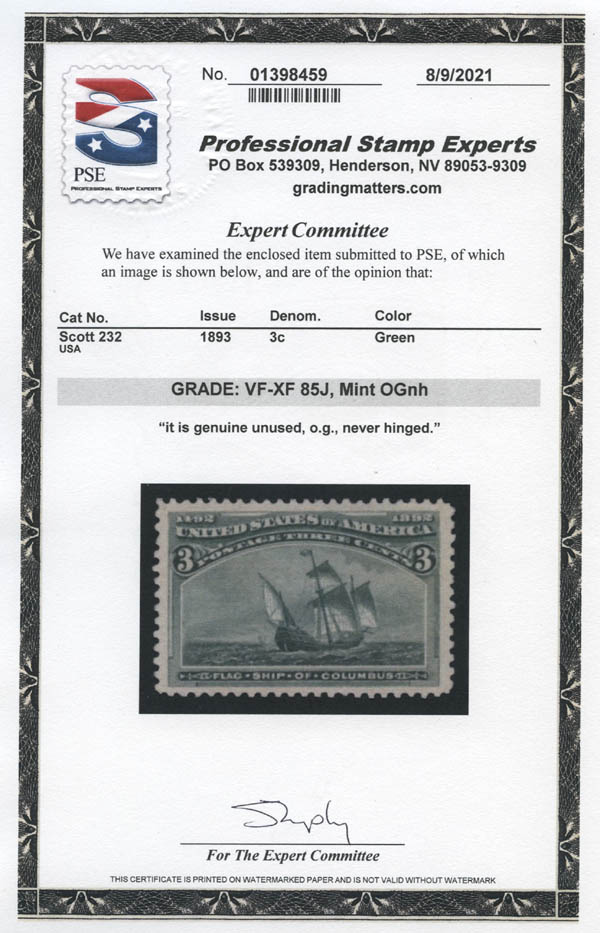 No. 01398459 8/9/2021
PSE
PROFESSIONAL STAMP EXPERTS
Professional Stamp Experts
PO Box 539309, Henderson, NV 89053-9309
gradingmatters.com
Expert Committee
We have examined the enclosed item submitted to PSE, of which
an image is shown below, and are of the opinion that:
Cat No. Issue Denom. Color
Scott 232 1893 3c Green
USA
GRADE: VF-XF 85J, Mint OGnh
“it is genuine unused, o.g., never hinged.”
1492 1892
UNITED STATES OF AMERICA
3 POSTAGE THREE CENTS 3
FLAG-SHIP-OF-COLUMBUS
For The Expert Committee
THIS CERTIFICATE IS PRINTED ON WATERMARKED PAPER AND IS NOT VALID WITHOUT WATERMARK